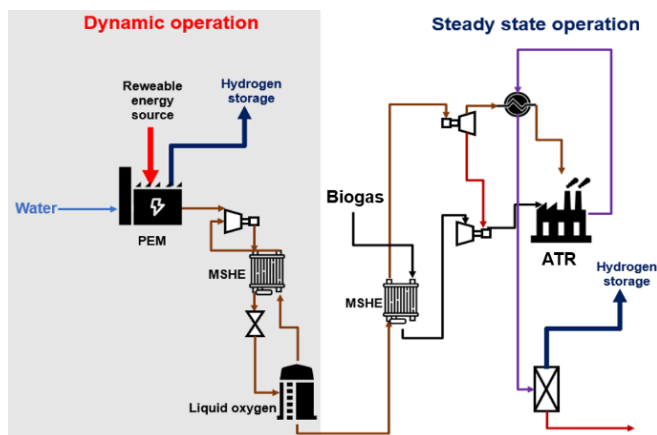 Dynamic operation
Steady state operation
Reweable
energy
source
Hydrogen
storage
Water
PEM
MSHE
Liquid oxygen
Biogas
MSHE
ATR
Hydrogen
storage